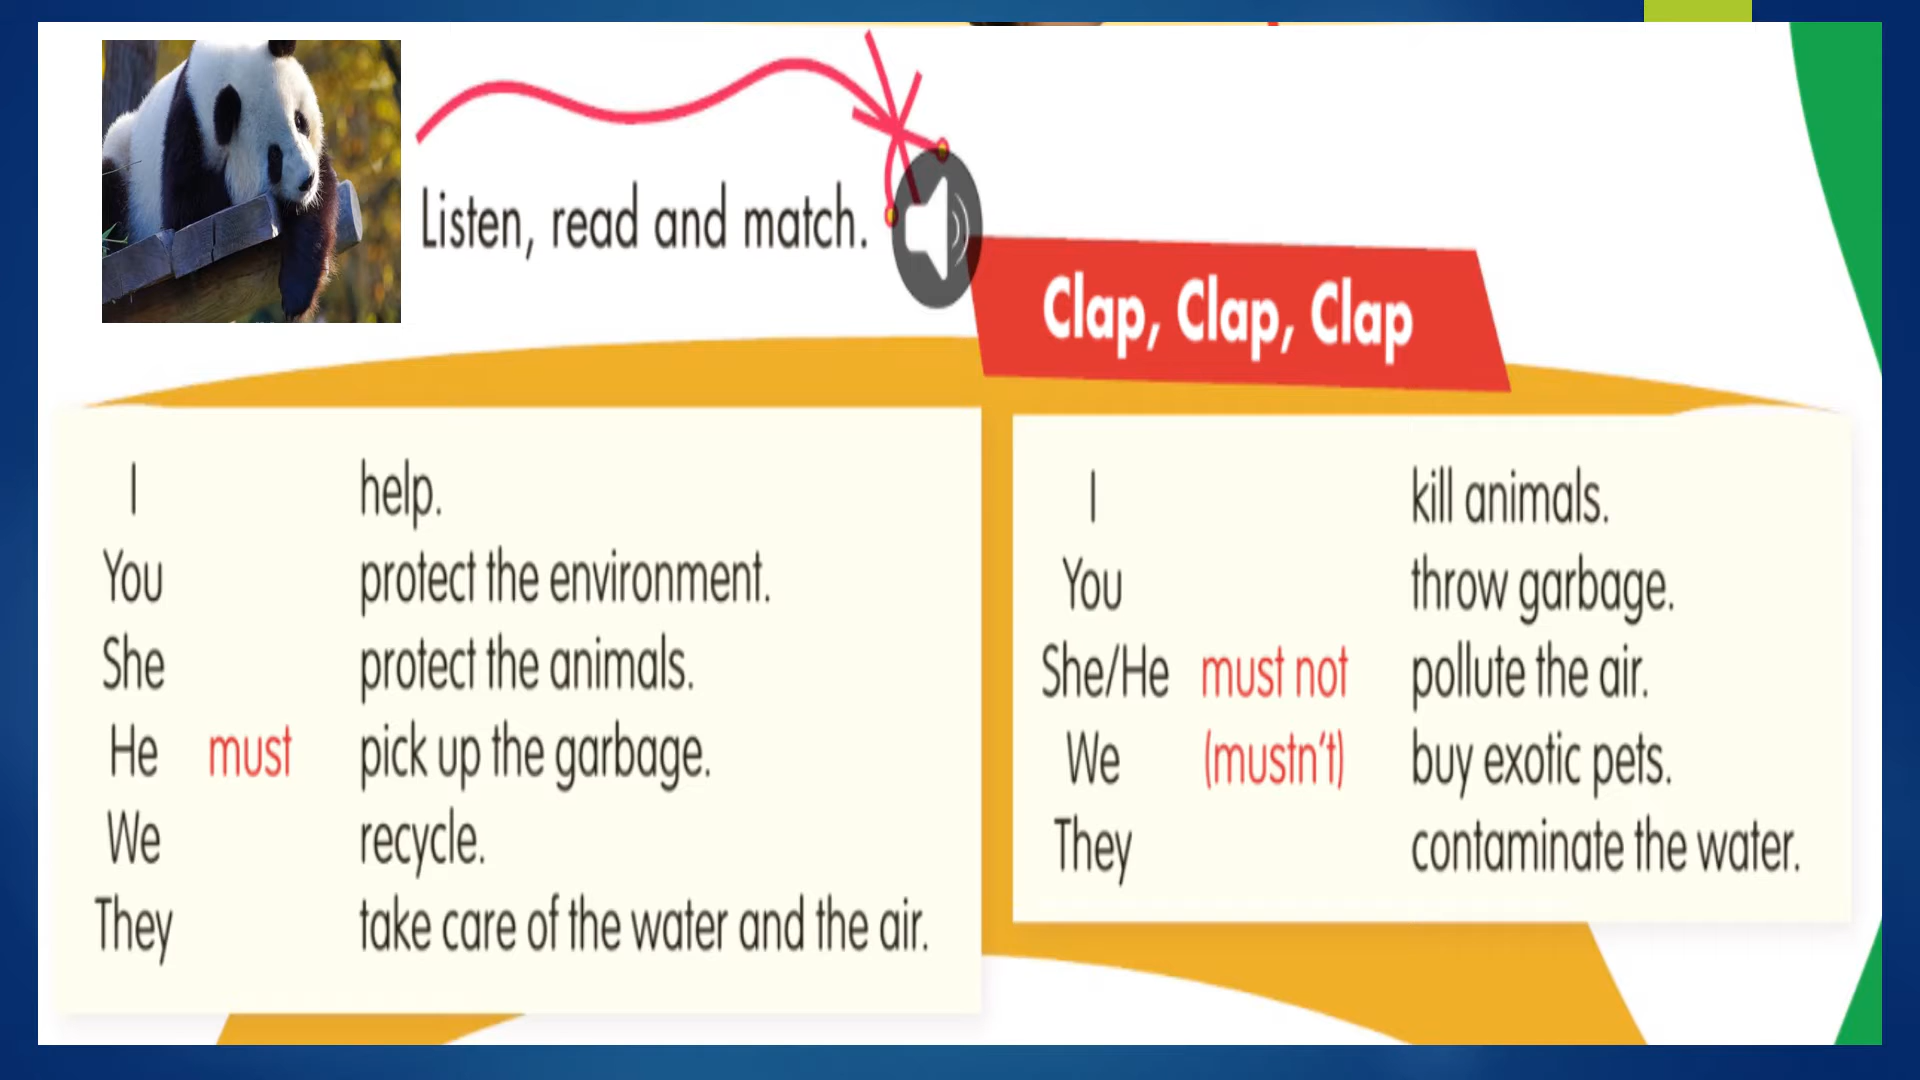 Listen, read and match.
Clap, Clap, Clap
I help.
You protect the environment.
She protect the animals.
He must pick up the garbage.
We recycle.
They take care of the water and the air.
I kill animals.
You throw garbage.
She/He must not pollute the air.
We (mustn't) buy exotic pets.
They contaminate the water.